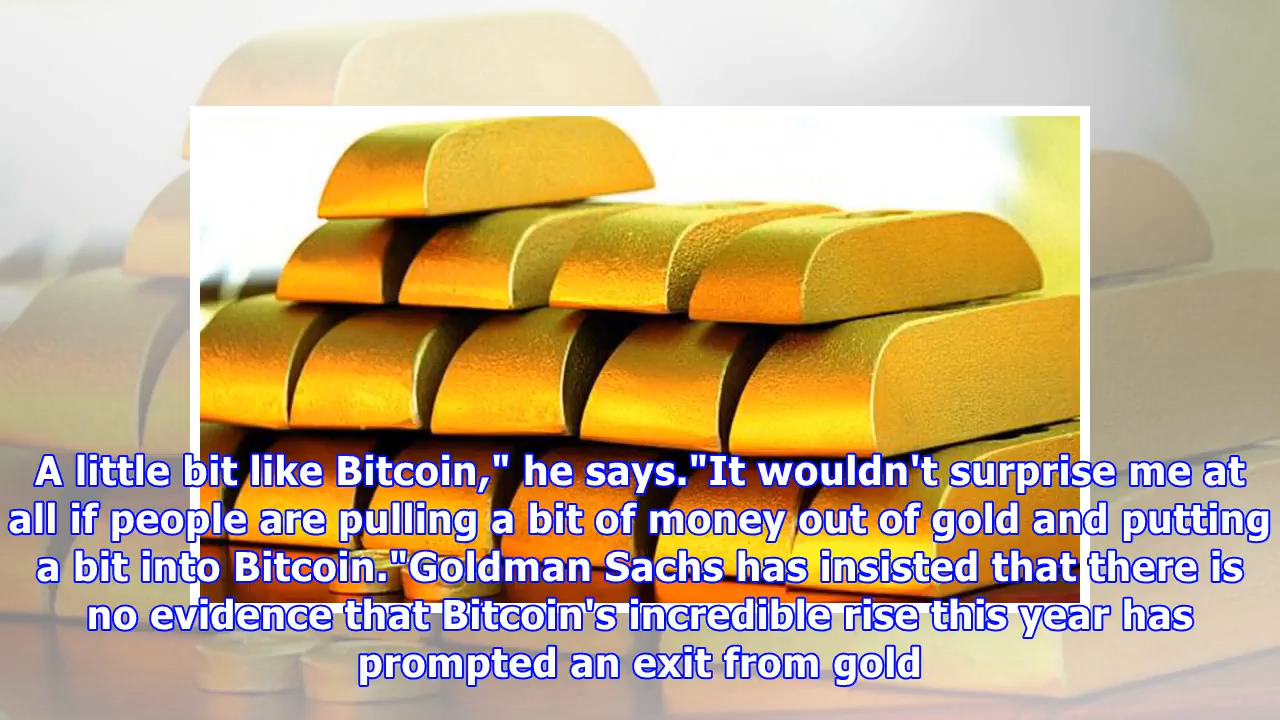 A little bit like Bitcoin," he says."It wouldn't surprise me at
all if people are pulling a bit of money out of gold and putting
a bit into Bitcoin."Goldman Sachs has insisted that there is
no evidence that Bitcoin's incredible rise this year has
prompted an exit from gold